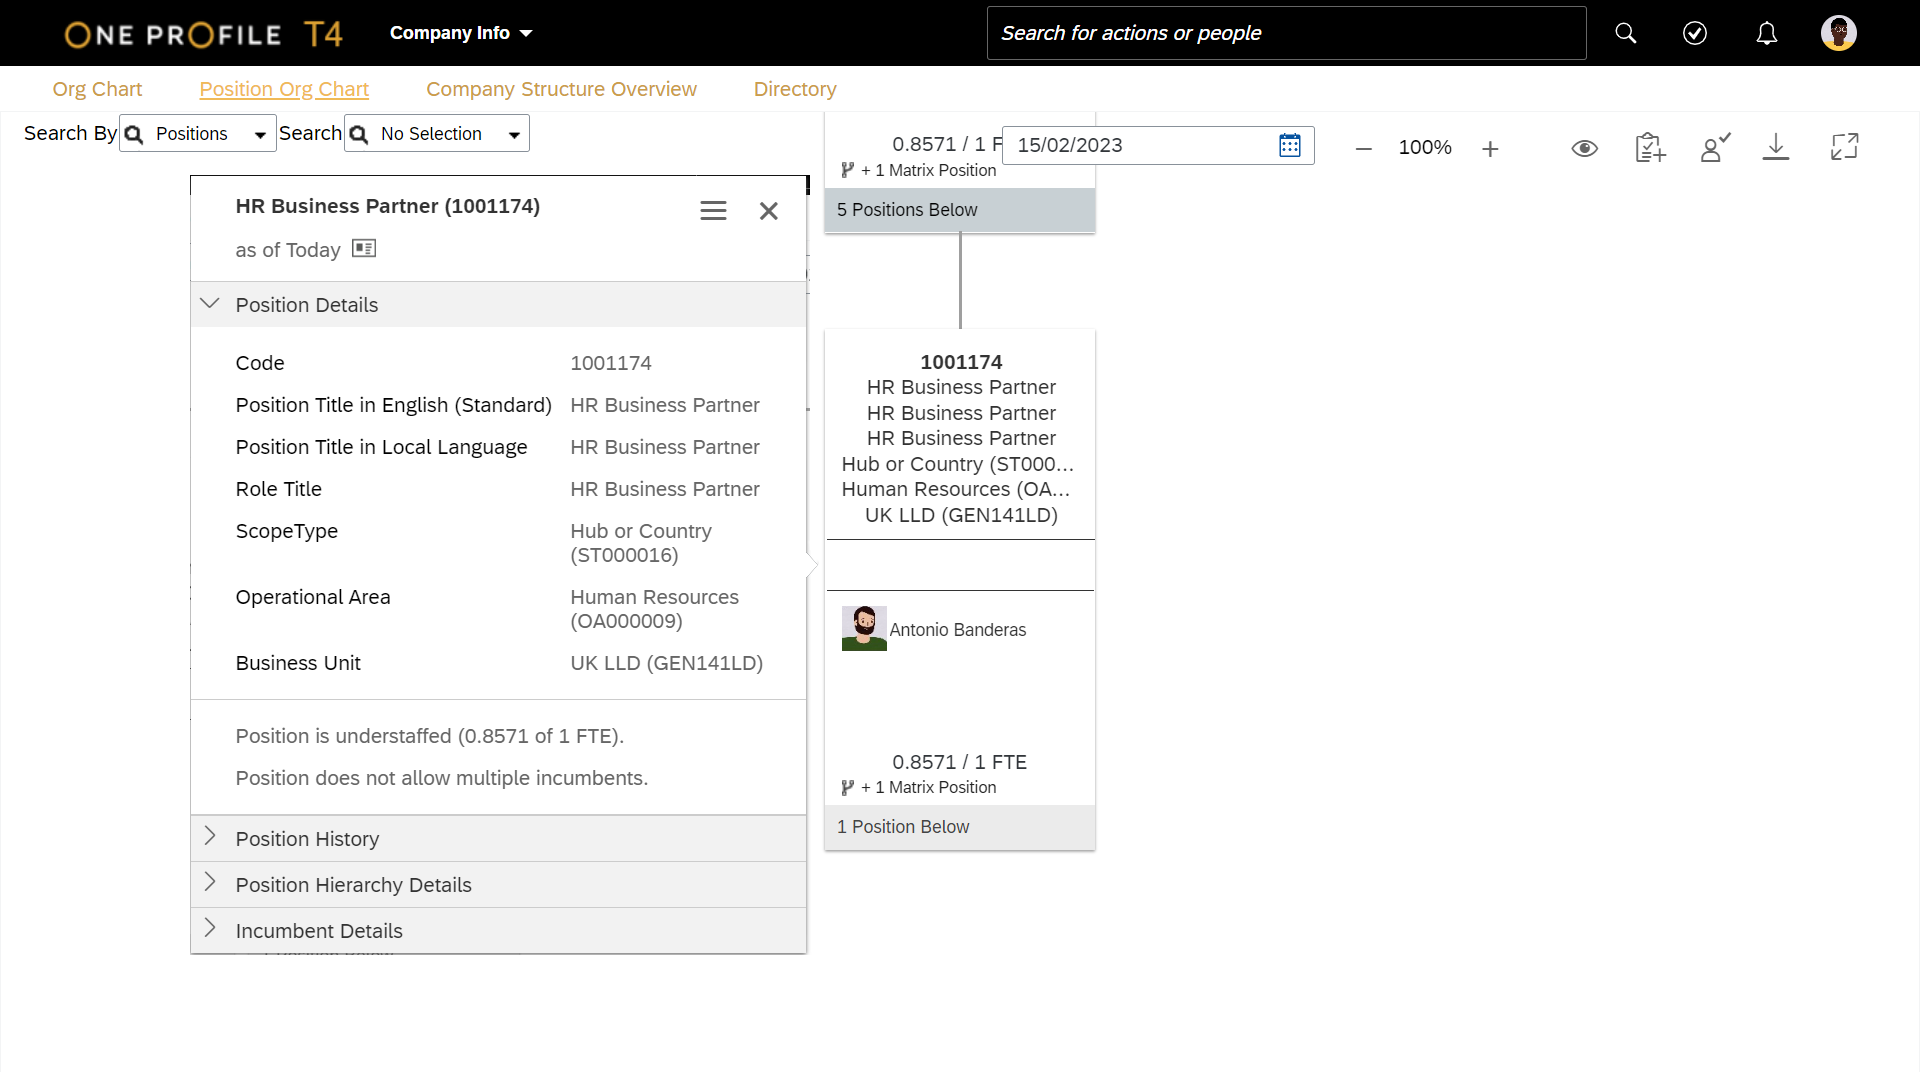 ONE PROFILE T4
Company Info
Search for actions or people
Org Chart
Position Org Chart
Company Structure Overview
Directory
Search By
Positions
Search
No Selection
0.8571 / 1 F
15/02/2023
100%
+ 1 Matrix Position
5 Positions Below
HR Business Partner (1001174)
as of Today
Position Details
Code
1001174
Position Title in English (Standard)
HR Business Partner
Position Title in Local Language
HR Business Partner
Role Title
HR Business Partner
ScopeType
Hub or Country
(ST000016)
Operational Area
Human Resources
(OA000009)
Business Unit
UK LLD (GEN141LD)
Position is understaffed (0.8571 of 1 FTE).
Position does not allow multiple incumbents.
Position History
Position Hierarchy Details
Incumbent Details
1001174
HR Business Partner
HR Business Partner
HR Business Partner
Hub or Country (ST000...
Human Resources (OA...
UK LLD (GEN141LD)
Antonio Banderas
0.8571 / 1 FTE
+ 1 Matrix Position
1 Position Below